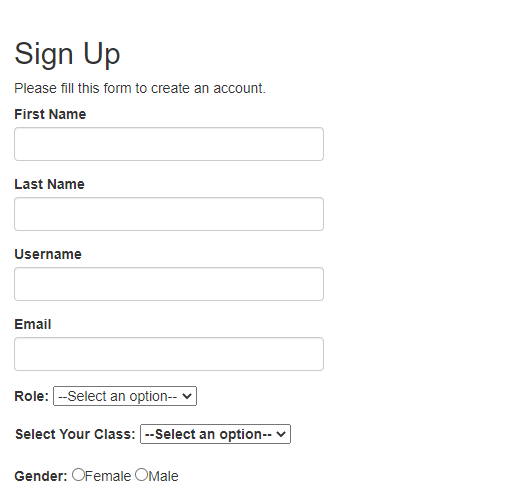 Sign Up
Please fill this form to create an account.
First Name
Last Name
Username
Email
Role: --Select an option--
Select Your Class: --Select an option--
Gender: Female Male